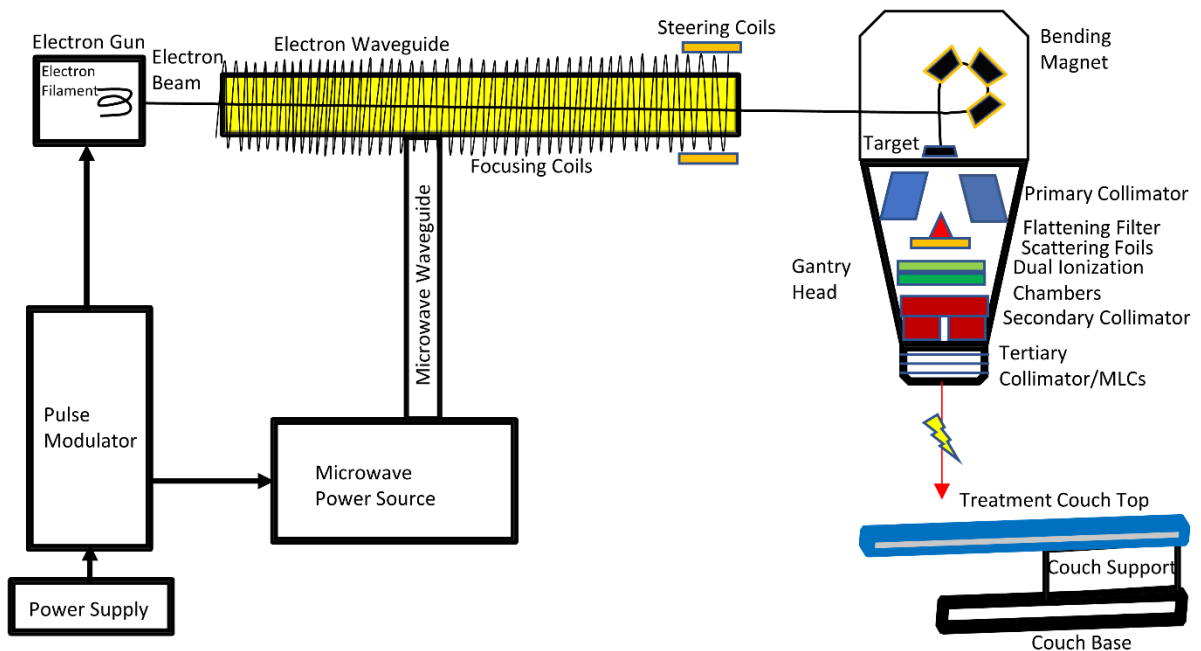 Electron Gun
Electron
Filament
Electron
Beam
Electron Waveguide
Steering Coils
Focusing Coils
Microwave Waveguide
Bending
Magnet
Target
Primary Collimator
Flattening Filter
Scattering Foils
Dual Ionization
Chambers
Secondary Collimator
Tertiary
Collimator/MLCs
Gantry
Head
Pulse
Modulator
Microwave
Power Source
Power Supply
Treatment Couch Top
Couch Support
Couch Base